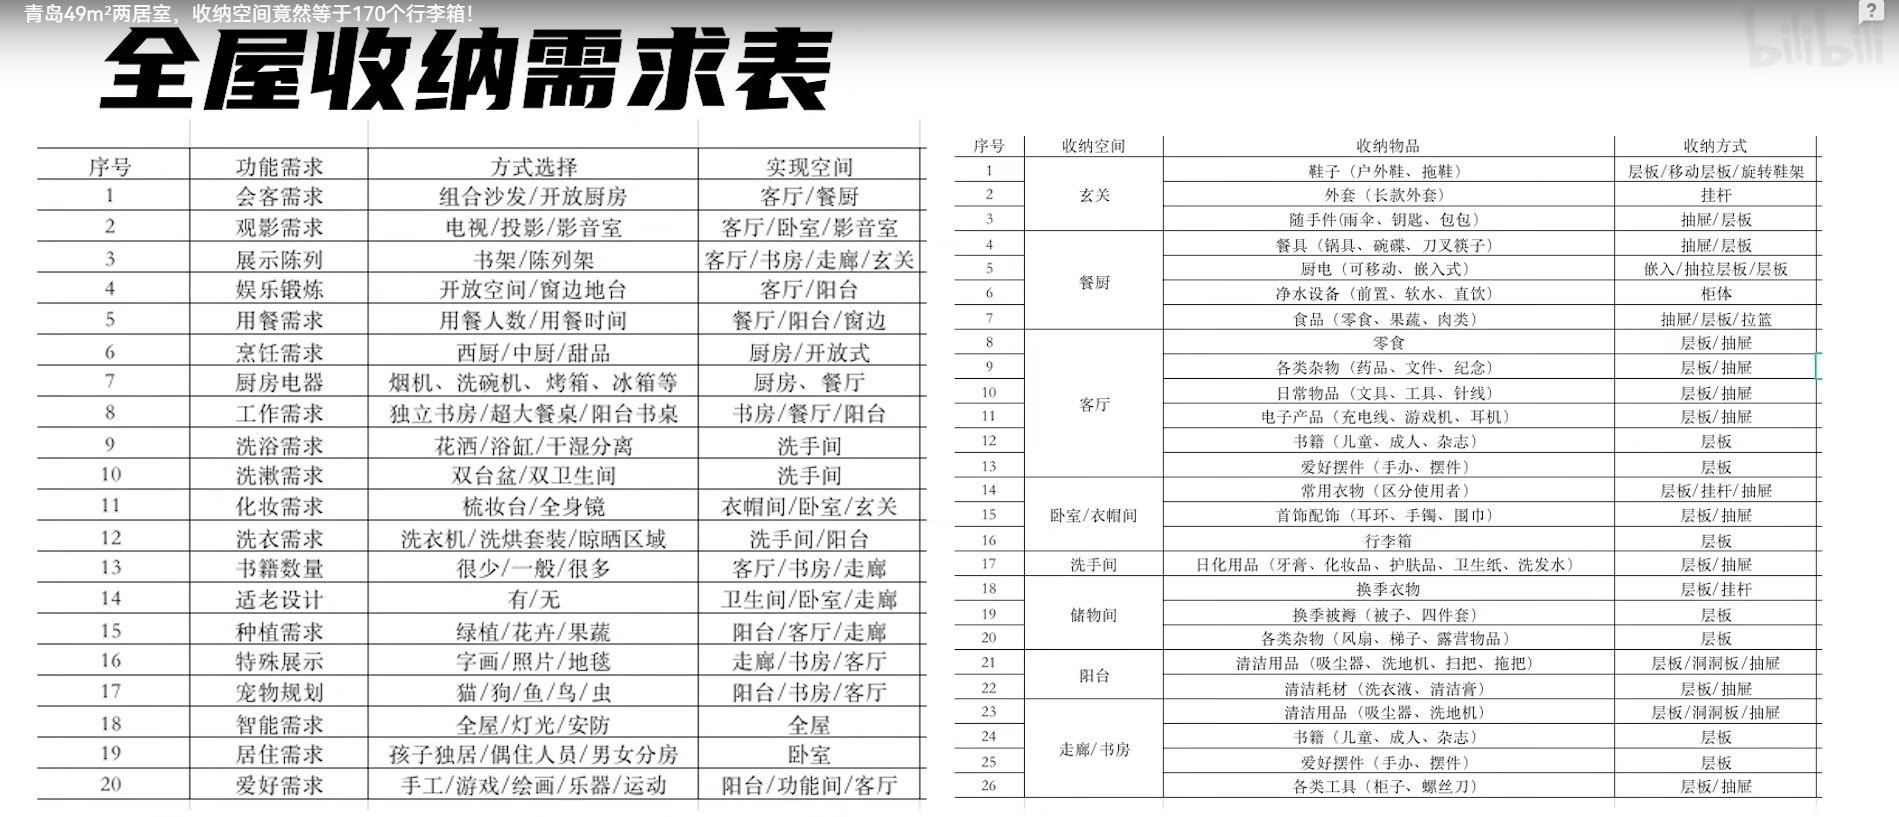 青岛49m²两居室，收纳空间竟然等于170个行李箱！
bilibili
全屋收纳需求表
序号 功能需求 方式选择 实现空间
1 会客需求 组合沙发/开放厨房 客厅/餐厨
2 观影需求 电视/投影/影音室 客厅/卧室/影音室
3 展示陈列 书架/陈列架 客厅/书房/走廊/玄关
4 娱乐锻炼 开放空间/窗边地台 客厅/阳台
5 用餐需求 用餐人数/用餐时间 餐厅/阳台/窗边
6 烹饪需求 西厨/中厨/甜品 厨房/开放式
7 厨房电器 烟机、洗碗机、烤箱、冰箱等 厨房、餐厅
8 工作需求 独立书房/超大餐桌/阳台书桌 书房/餐厅/阳台
9 洗浴需求 花洒/浴缸/干湿分离 洗手间
10 洗漱需求 双台盆/双卫生间 洗手间
11 化妆需求 梳妆台/全身镜 衣帽间/卧室/玄关
12 洗衣需求 洗衣机/洗烘套装/晾晒区域 洗手间/阳台
13 书籍数量 很少/一般/很多 客厅/书房/走廊
14 适老设计 有/无 卫生间/卧室/走廊
15 种植需求 绿植/花卉/果蔬 阳台/客厅/走廊
16 特殊展示 字画/照片/地毯 走廊/书房/客厅
17 宠物规划 猫/狗/鱼/鸟/虫 阳台/书房/客厅
18 智能需求 全屋/灯光/安防 全屋
19 居住需求 孩子独居/偶住人员/男女分房 卧室
20 爱好需求 手工/游戏/绘画/乐器/运动 阳台/功能间/客厅
序号 收纳空间 收纳物品 收纳方式
1 鞋子（户外鞋、拖鞋） 层板/移动层板/旋转鞋架
2 玄关 外套（长款外套） 挂杆
3 随手件(雨伞、钥匙、包包） 抽屉/层板
4 餐具（锅具、碗碟、刀叉筷子） 抽屉/层板
5 厨电（可移动、嵌入式） 嵌入/抽拉层板/层板
餐厨
6 净水设备（前置、软水、直饮） 柜体
7 食品（零食、果蔬、肉类） 抽屉/层板/拉篮
8 零食 层板/抽屉
9 各类杂物（药品、文件、纪念） 层板/抽屉
10 日常物品（文具、工具、针线） 层板/抽屉
客厅
11 电子产品（充电线、游戏机、耳机） 层板/抽屉
12 书籍（儿童、成人、杂志） 层板
13 爱好摆件（手办、摆件） 层板
14 常用衣物（区分使用者） 层板/挂杆/抽屉
15 卧室/衣帽间 首饰配饰（耳环、手镯、围巾） 层板/抽屉
16 行李箱 层板
17 洗手间 日化用品（牙膏、化妆品、护肤品、卫生纸、洗发水） 层板/抽屉
18 换季衣物 层板/挂杆
19 储物间 换季被褥（被子、四件套） 层板
20 各类杂物（风扇、梯子、露营物品） 层板
21 清洁用品（吸尘器、洗地机、扫把、拖把） 层板/洞洞板/抽屉
阳台
22 清洁耗材（洗衣液、清洁膏） 层板/抽屉
23 清洁用品（吸尘器、洗地机） 层板/洞洞板/抽屉
24 书籍（儿童、成人、杂志） 层板
走廊/书房
25 爱好摆件（手办、摆件） 层板
26 各类工具（柜子、螺丝刀） 层板/抽屉